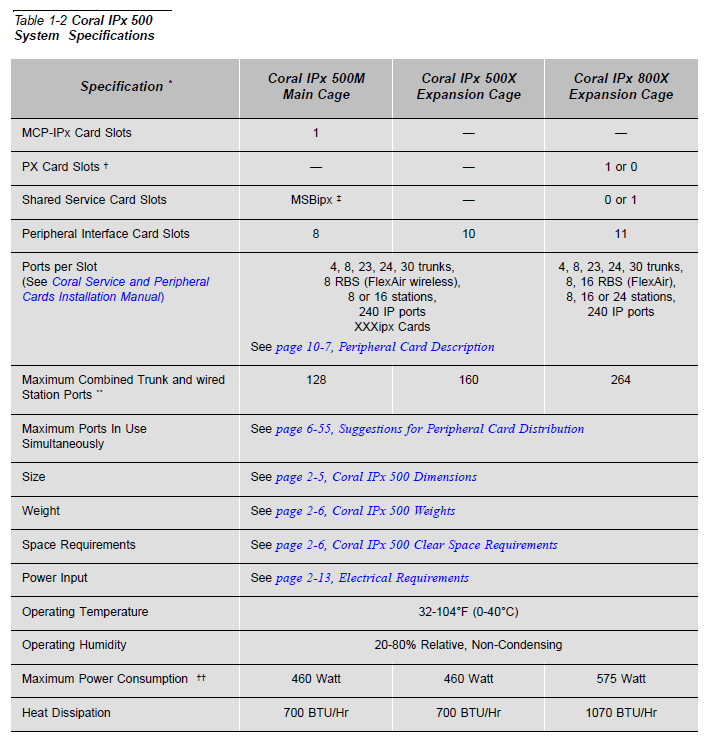 Table 1-2 Coral IPx 500
System Specifications
Specification *
Coral IPx 500M
Main Cage
Coral IPx 500X
Expansion Cage
Coral IPx 800X
Expansion Cage
MCP-IPx Card Slots 1 — —
PX Card Slots † — — 1 or 0
Shared Service Card Slots MSBipx ‡ — 0 or 1
Peripheral Interface Card Slots 8 10 11
Ports per Slot
(See Coral Service and Peripheral
Cards Installation Manual)
4, 8, 23, 24, 30 trunks,
8 RBS (FlexAir wireless),
8 or 16 stations,
240 IP ports
XXXipx Cards
See page 10-7, Peripheral Card Description
4, 8, 23, 24, 30 trunks,
8, 16 RBS (FlexAir),
8, 16 or 24 stations,
240 IP ports
Maximum Combined Trunk and wired
Station Ports **
128 160 264
Maximum Ports In Use
Simultaneously
See page 6-55, Suggestions for Peripheral Card Distribution
Size See page 2-5, Coral IPx 500 Dimensions
Weight See page 2-6, Coral IPx 500 Weights
Space Requirements See page 2-6, Coral IPx 500 Clear Space Requirements
Power Input See page 2-13, Electrical Requirements
Operating Temperature 32-104°F (0-40°C)
Operating Humidity 20-80% Relative, Non-Condensing
Maximum Power Consumption †† 460 Watt 460 Watt 575 Watt
Heat Dissipation 700 BTU/Hr 700 BTU/Hr 1070 BTU/Hr